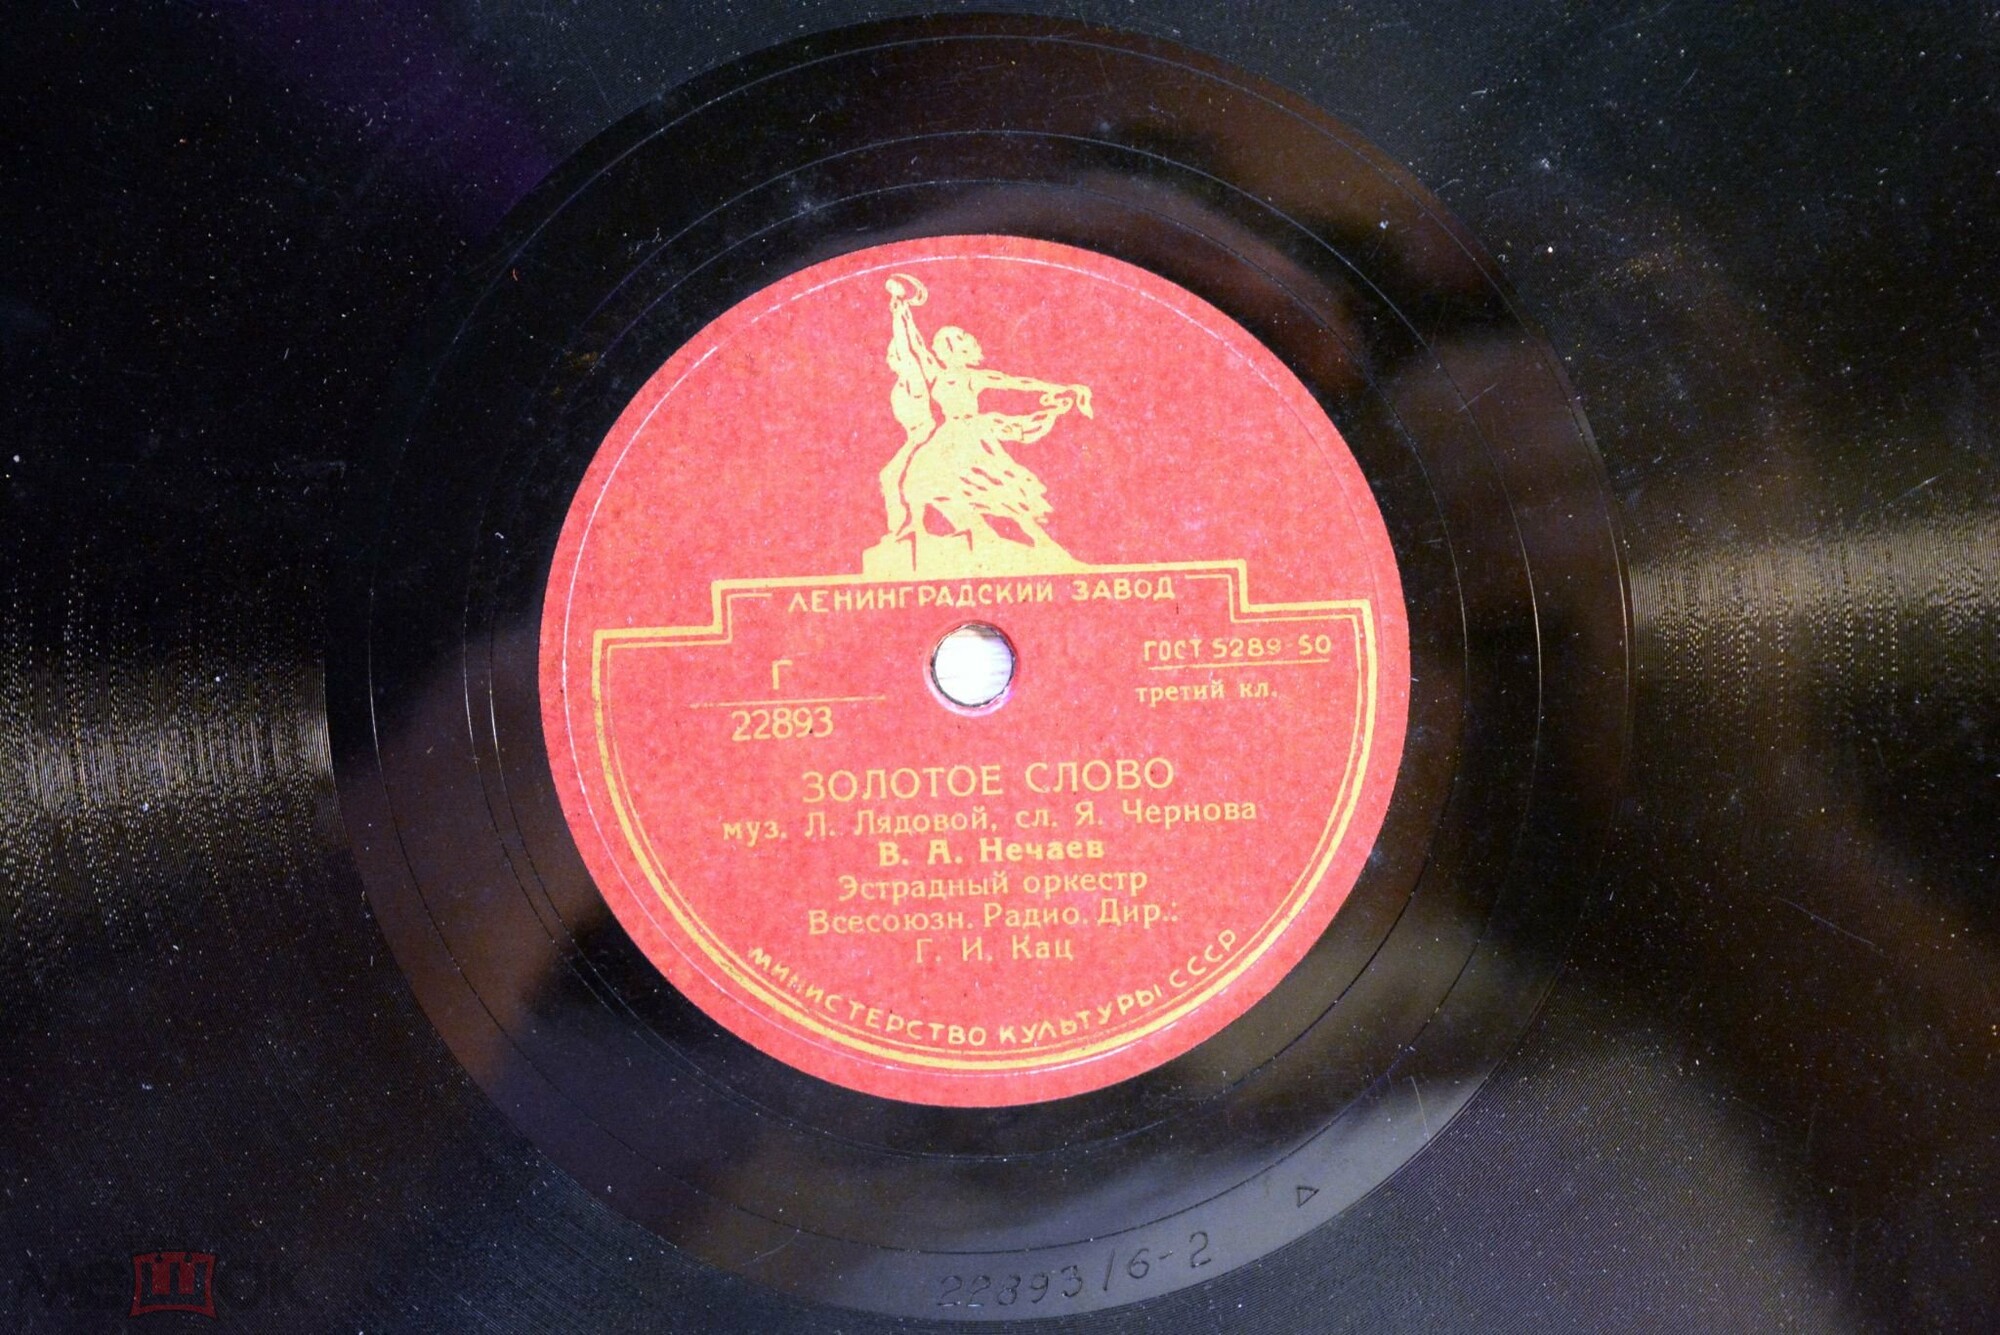 ЛЕНИНГРАДСКИЙ ЗАВОД
ГОСТ 5289-50
третий кл.
Г
22893
ЗОЛОТОЕ СЛОВО
муз. Л. Лядовой, сл. Я. Чернова
В. А. Нечаев
Эстрадный оркестр
Всесоюзн. Радио. Дир.:
Г. И. Кац
МИНИСТЕРСТВО КУЛЬТУРЫ СССР
22893/6-2